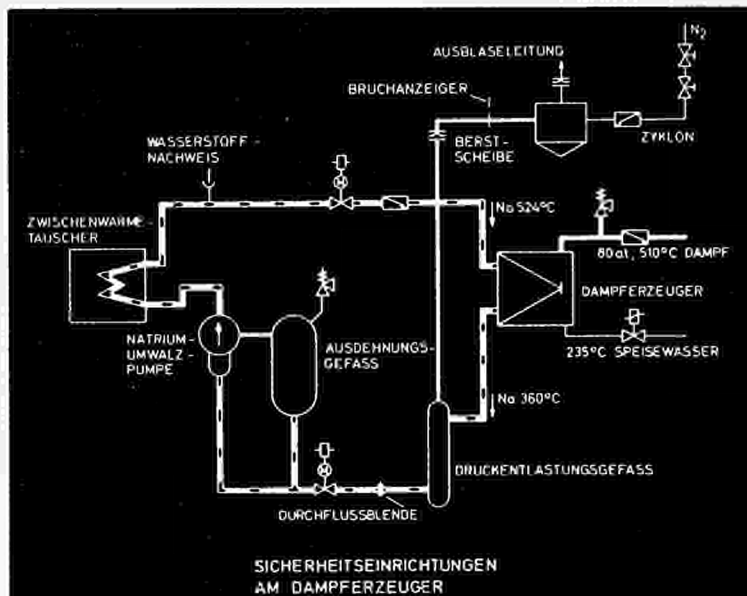 N2
AUSBLASELEITUNG
BRUCHANZEIGER
ZYKLON
BERST-
SCHEIBE
WASSERSTOFF-
NACHWEIS
ZWISCHENWÄRME-
TAUSCHER
Na 524°C
80at, 510°C DAMPF
DAMPFERZEUGER
235°C SPEISEWASSER
NATRIUM-
UMWÄLZ-
PUMPE
AUSDEHNUNGS-
GEFÄSS
Na 360°C
DRUCKENTLASTUNGSGEFÄSS
DURCHFLUSSBLENDE
SICHERHEITSEINRICHTUNGEN
AM DAMPFERZEUGER